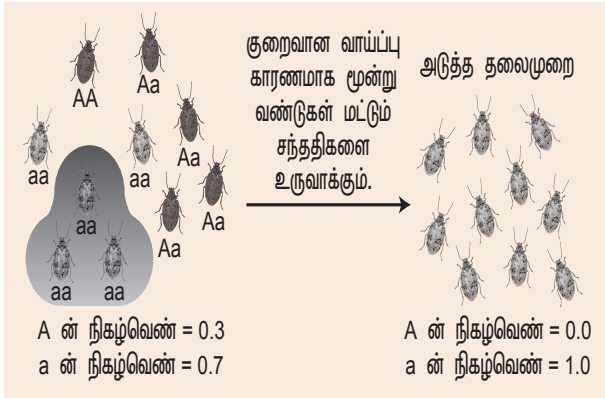 AA
Aa
aa
aa
Aa
aa
Aa
Aa
aa
aa
குறைவான வாய்ப்பு
காரணமாக மூன்று
வண்டுகள் மட்டும்
சந்ததிகளை
உருவாக்கும்.
அடுத்த தலைமுறை
A ன் நிகழ்வெண் = 0.3
a ன் நிகழ்வெண் = 0.7
A ன் நிகழ்வெண் = 0.0
a ன் நிகழ்வெண் = 1.0